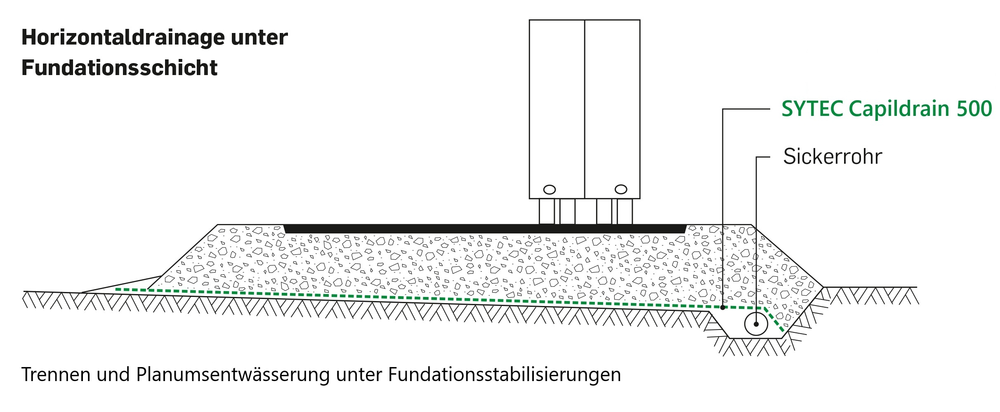 Horizontaldrainage unter
Fundationsschicht
SYTEC Capildrain 500
Sickerrohr
Trennen und Planumsentwässerung unter Fundationsstabilisierungen